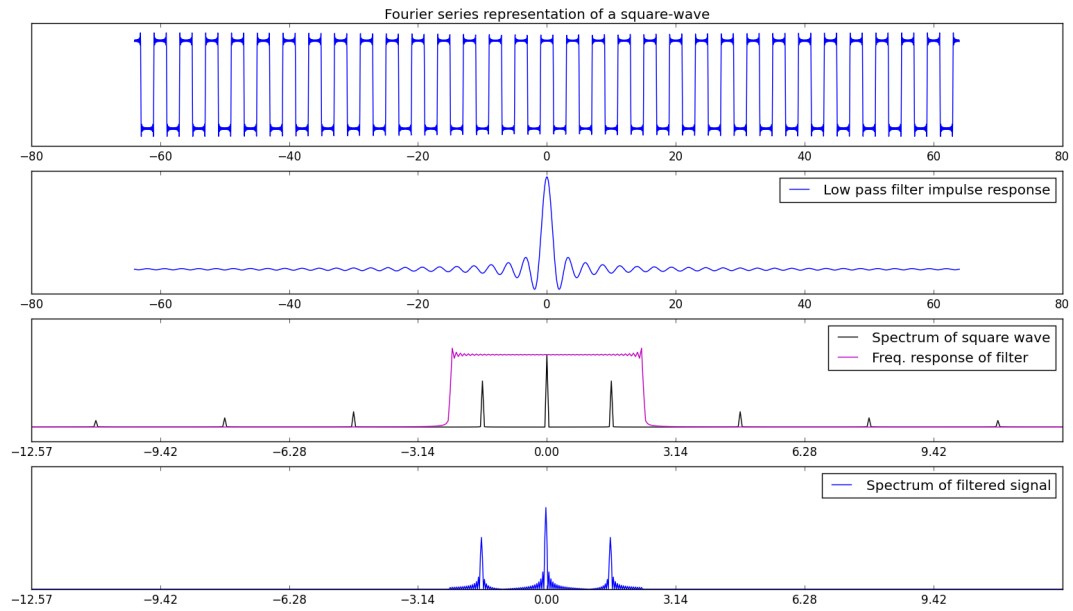 Fourier series representation of a square-wave
−80 −60 −40 −20 0 20 40 60 80
Low pass filter impulse response
−80 −60 −40 −20 0 20 40 60 80
Spectrum of square wave
Freq. response of filter
−12.57 −9.42 −6.28 −3.14 0.00 3.14 6.28 9.42
Spectrum of filtered signal
−12.57 −9.42 −6.28 −3.14 0.00 3.14 6.28 9.42